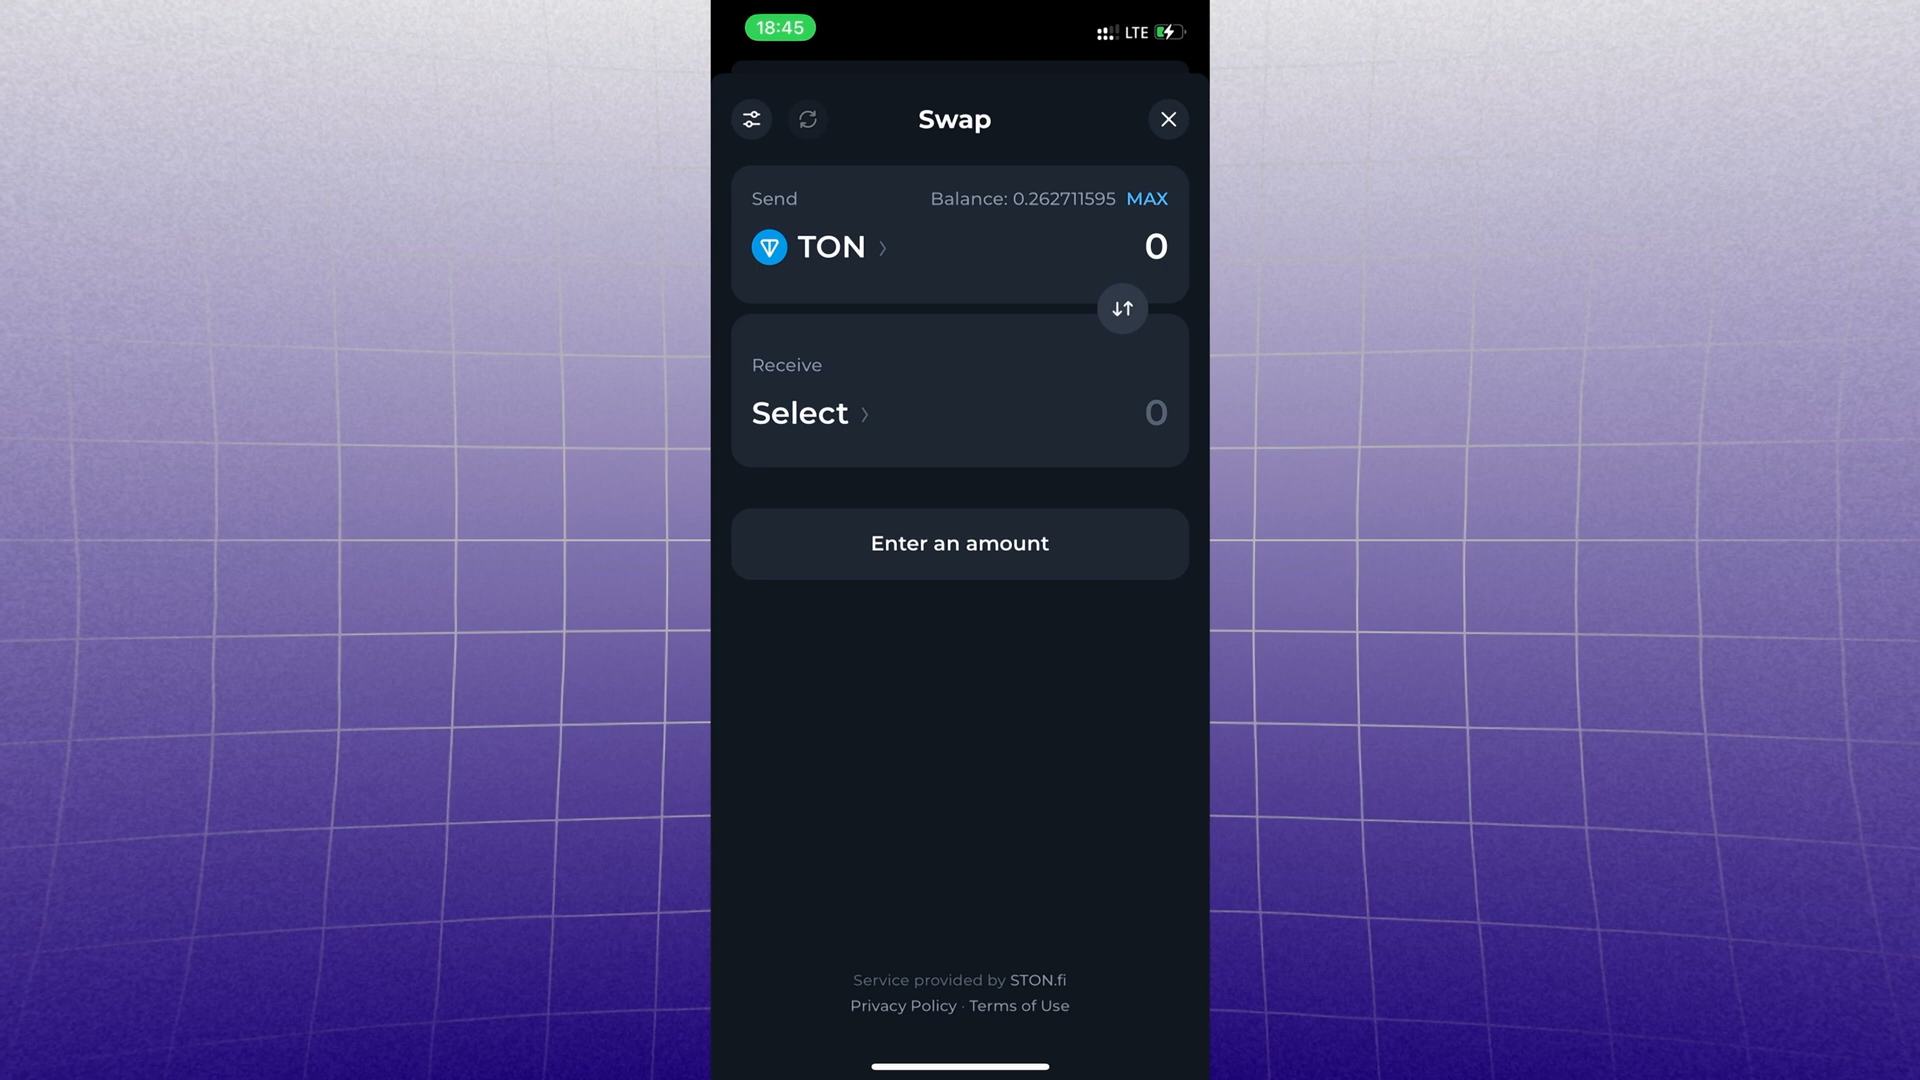 18:45 LTE
Swap
Send Balance: 0.262711595 MAX
TON 0
Receive
Select 0
Enter an amount
Service provided by STON.fi
Privacy Policy · Terms of Use